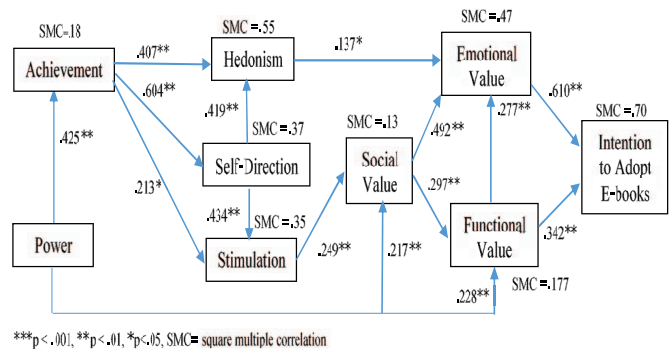 SMC=.18
Achievement
SMC =.55
Hedonism
SMC =.47
Emotional
Value
.407**
.137*
.604**
.419**
SMC =.37
Self-Direction
.425**
.213*
.434**
SMC =.35
Stimulation
SMC =.13
Social
Value
.492**
.277**
.610**
SMC =.70
Intention
to Adopt
E-books
.297**
Functional
Value
.342**
Power
.249**
.217**
.228**
SMC =.177
***p< .001, **p<.01, *p<.05, SMC= square multiple correlation